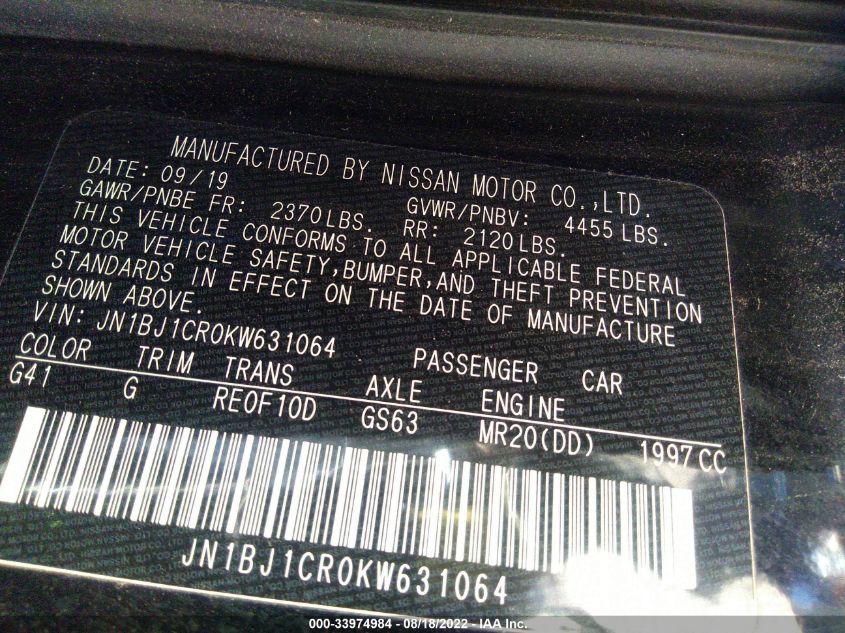 MANUFACTURED BY NISSAN MOTOR CO.,LTD.
DATE: 09/19 GVWR/PNBV: 4455 LBS.
GAWR/PNBE FR: 2370LBS. RR: 2120LBS.
THIS VEHICLE CONFORMS TO ALL APPLICABLE FEDERAL
MOTOR VEHICLE SAFETY,BUMPER,AND THEFT PREVENTION
STANDARDS IN EFFECT ON THE DATE OF MANUFACTURE
SHOWN ABOVE.
VIN: JN1BJ1CR0KW631064 PASSENGER CAR
COLOR TRIM TRANS AXLE ENGINE
G41 G RE0F10D GS63 MR20(DD) 1997CC
JN1BJ1CR0KW631064
000-33974984 - 08/18/2022 - IAA Inc.